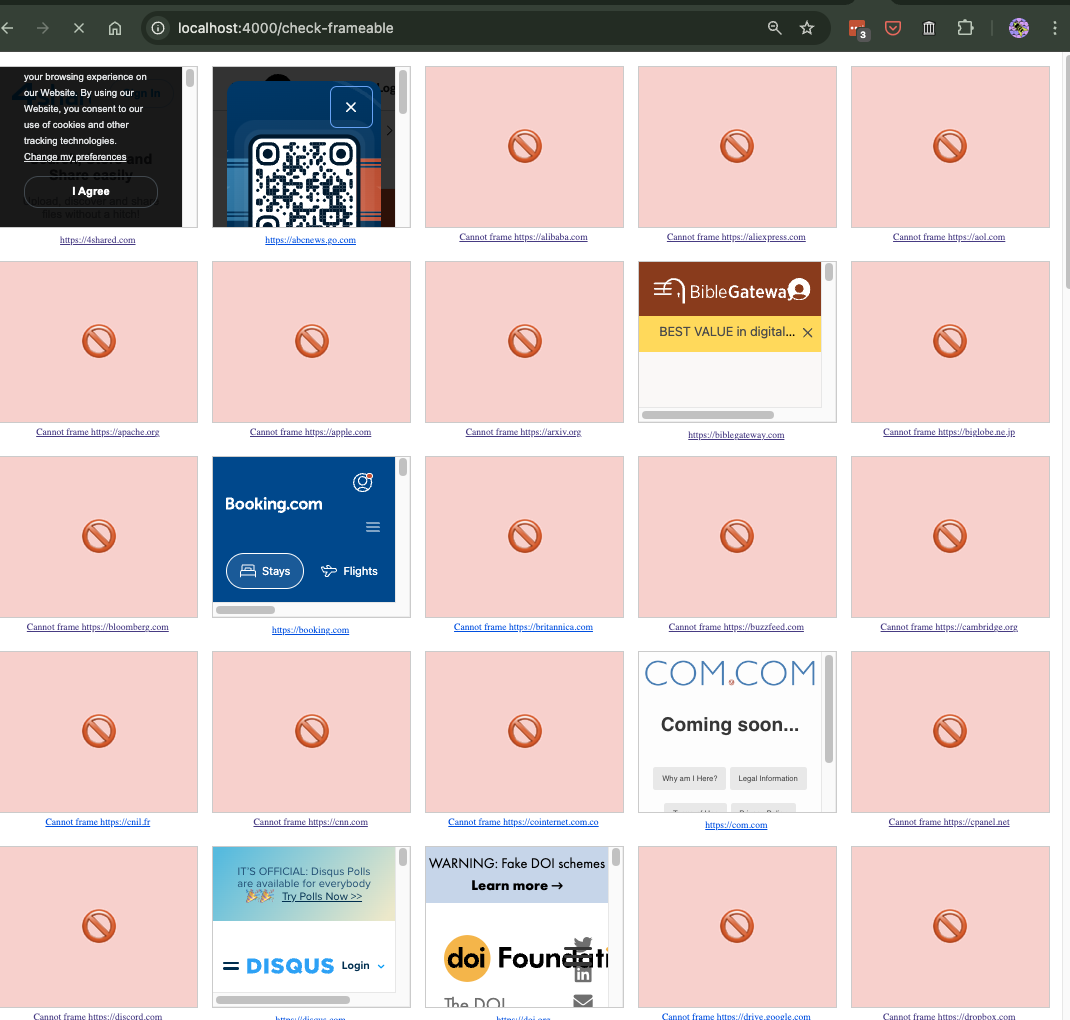 localhost:4000/check-frameable
3
your browsing experience on
our Website. By using our
Website, you consent to our
use of cookies and other
tracking technologies.
Change my preferences
I Agree
https://4shared.com
https://abcnews.go.com
Cannot frame https://alibaba.com
Cannot frame https://aliexpress.com
Cannot frame https://aol.com
BibleGateway
BEST VALUE in digital...
Cannot frame https://apache.org
Cannot frame https://apple.com
Cannot frame https://arxiv.org
https://biblegateway.com
Cannot frame https://biglobe.ne.jp
Booking.com
Stays
Flights
Cannot frame https://bloomberg.com
https://booking.com
Cannot frame https://britannica.com
Cannot frame https://buzzfeed.com
Cannot frame https://cambridge.org
COM.COM
Coming soon...
Why am I Here?
Legal Information
Cannot frame https://cnil.fr
Cannot frame https://cnn.com
Cannot frame https://cointernet.com.co
https://com.com
Cannot frame https://cpanel.net
IT'S OFFICIAL: Disqus Polls
are available for everybody
Try Polls Now >>
DISQUS
Login
WARNING: Fake DOI schemes
Learn more →
doi Foundati
The DOI
Cannot frame https://discord.com
https://disqus.com
https://doi.org
Cannot frame https://drive.google.com
Cannot frame https://dropbox.com